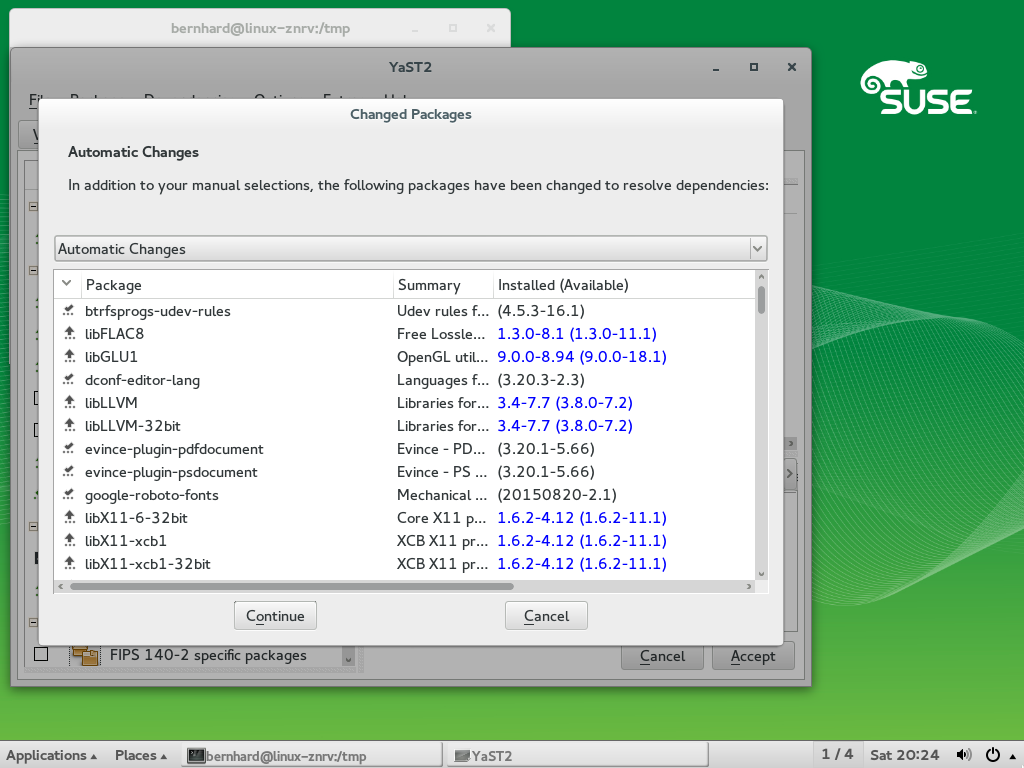 bernhard@linux-znrv:/tmp
YaST2
SUSE
Changed Packages
Automatic Changes
In addition to your manual selections, the following packages have been changed to resolve dependencies:
Automatic Changes
Package Summary Installed (Available)
btrfsprogs-udev-rules Udev rules f... (4.5.3-16.1)
libFLAC8 Free Lossle... 1.3.0-8.1 (1.3.0-11.1)
libGLU1 OpenGL util... 9.0.0-8.94 (9.0.0-18.1)
dconf-editor-lang Languages f... (3.20.3-2.3)
libLLVM Libraries for... 3.4-7.7 (3.8.0-7.2)
libLLVM-32bit Libraries for... 3.4-7.7 (3.8.0-7.2)
evince-plugin-pdfdocument Evince - PD... (3.20.1-5.66)
evince-plugin-psdocument Evince - PS ... (3.20.1-5.66)
google-roboto-fonts Mechanical ... (20150820-2.1)
libX11-6-32bit Core X11 p... 1.6.2-4.12 (1.6.2-11.1)
libX11-xcb1 XCB X11 pr... 1.6.2-4.12 (1.6.2-11.1)
libX11-xcb1-32bit XCB X11 pr... 1.6.2-4.12 (1.6.2-11.1)
Continue Cancel
FIPS 140-2 specific packages
Cancel Accept
Applications Places bernhard@linux-znrv:/tmp YaST2 1 / 4 Sat 20:24